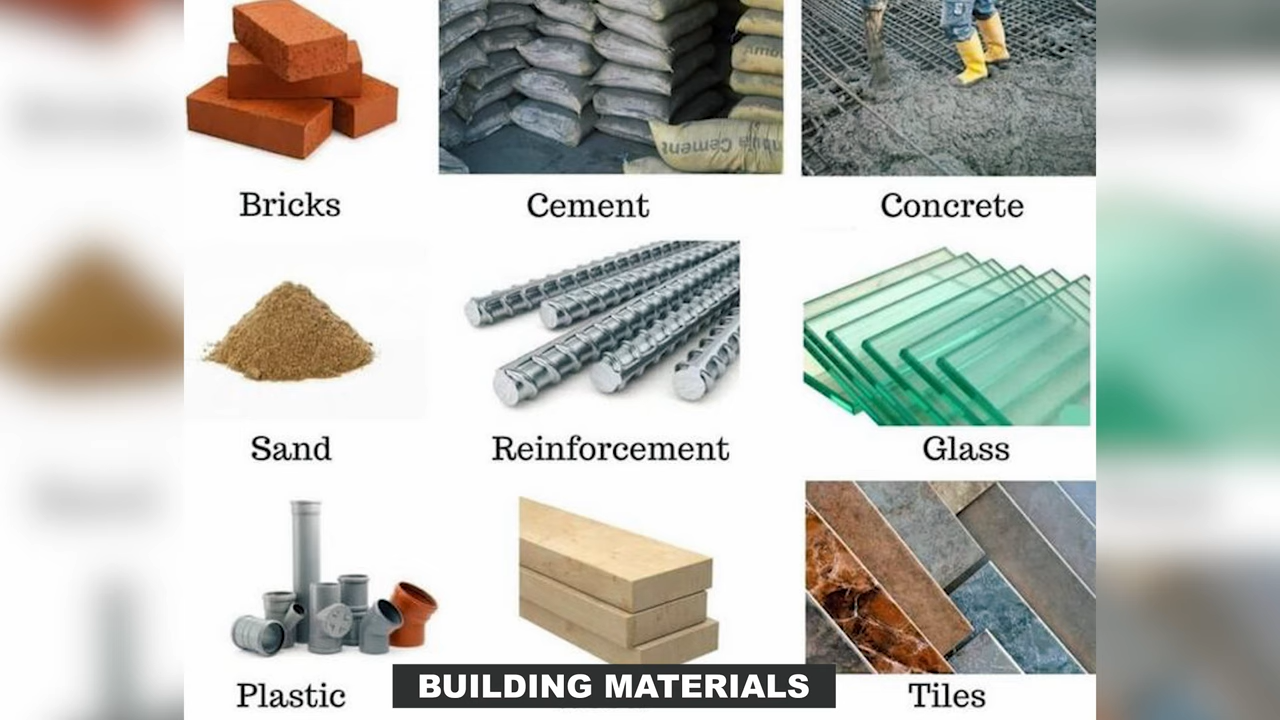 Bricks
Cement
Concrete
Sand
Reinforcement
Glass
Plastic
BUILDING MATERIALS
Tiles